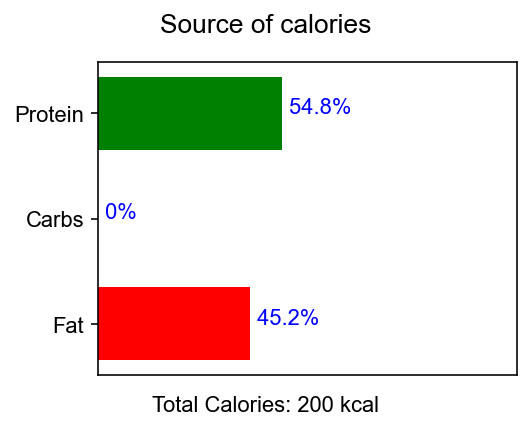 Source of calories
Protein 54.8%
Carbs 0%
Fat 45.2%
Total Calories: 200 kcal